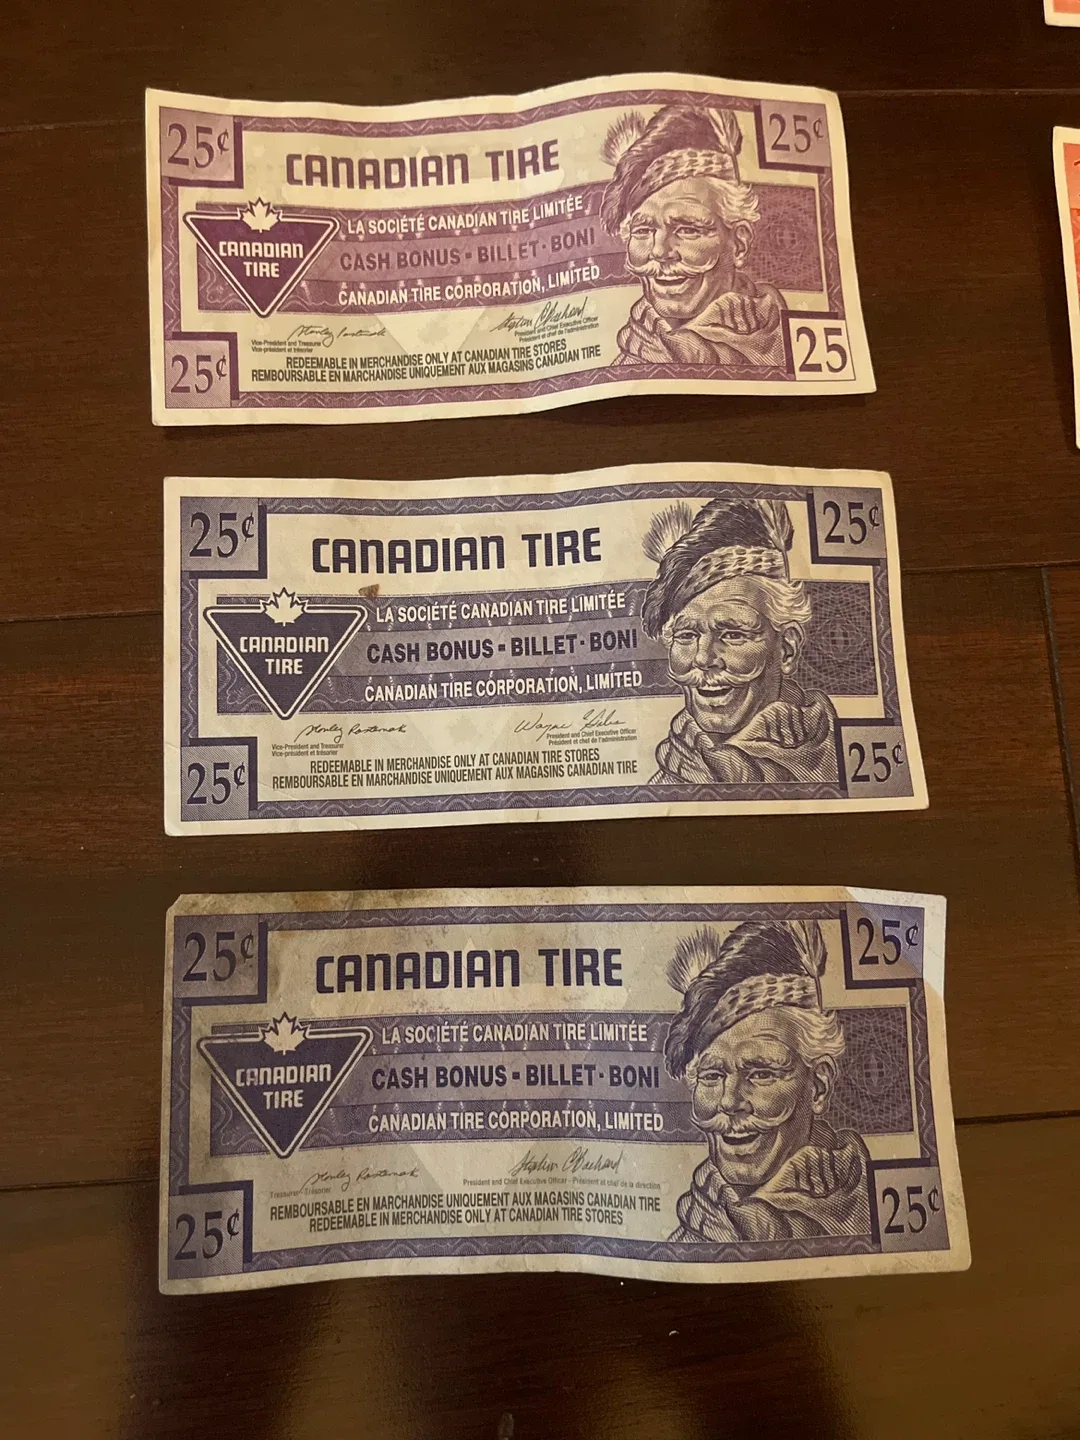 25¢
CANADIAN TIRE
25¢
LA SOCIÉTÉ CANADIAN TIRE LIMITÉE
CANADIAN
TIRE
CASH BONUS - BILLET - BONI
CANADIAN TIRE CORPORATION, LIMITED
Vice-President and Treasurer
Vice-président et trésorier
President and Chief Executive Officer
Président et chef de l'administration
25¢
REDEEMABLE IN MERCHANDISE ONLY AT CANADIAN TIRE STORES
REMBOURSABLE EN MARCHANDISE UNIQUEMENT AUX MAGASINS CANADIAN TIRE
25
25¢
CANADIAN TIRE
25¢
LA SOCIÉTÉ CANADIAN TIRE LIMITÉE
CANADIAN
TIRE
CASH BONUS - BILLET - BONI
CANADIAN TIRE CORPORATION, LIMITED
Wayne
Vice-President and Treasurer
Vice-président et trésorier
President and Chief Executive Officer
Président et chef de l'administration
25¢
REDEEMABLE IN MERCHANDISE ONLY AT CANADIAN TIRE STORES
REMBOURSABLE EN MARCHANDISE UNIQUEMENT AUX MAGASINS CANADIAN TIRE
25¢
25¢
CANADIAN TIRE
25¢
LA SOCIÉTÉ CANADIAN TIRE LIMITÉE
CANADIAN
TIRE
CASH BONUS - BILLET - BONI
CANADIAN TIRE CORPORATION, LIMITED
Treasurer - Trésorier
President and Chief Executive Officer - Président et chef de la direction
25¢
REMBOURSABLE EN MARCHANDISE UNIQUEMENT AUX MAGASINS CANADIAN TIRE
REDEEMABLE IN MERCHANDISE ONLY AT CANADIAN TIRE STORES
25¢